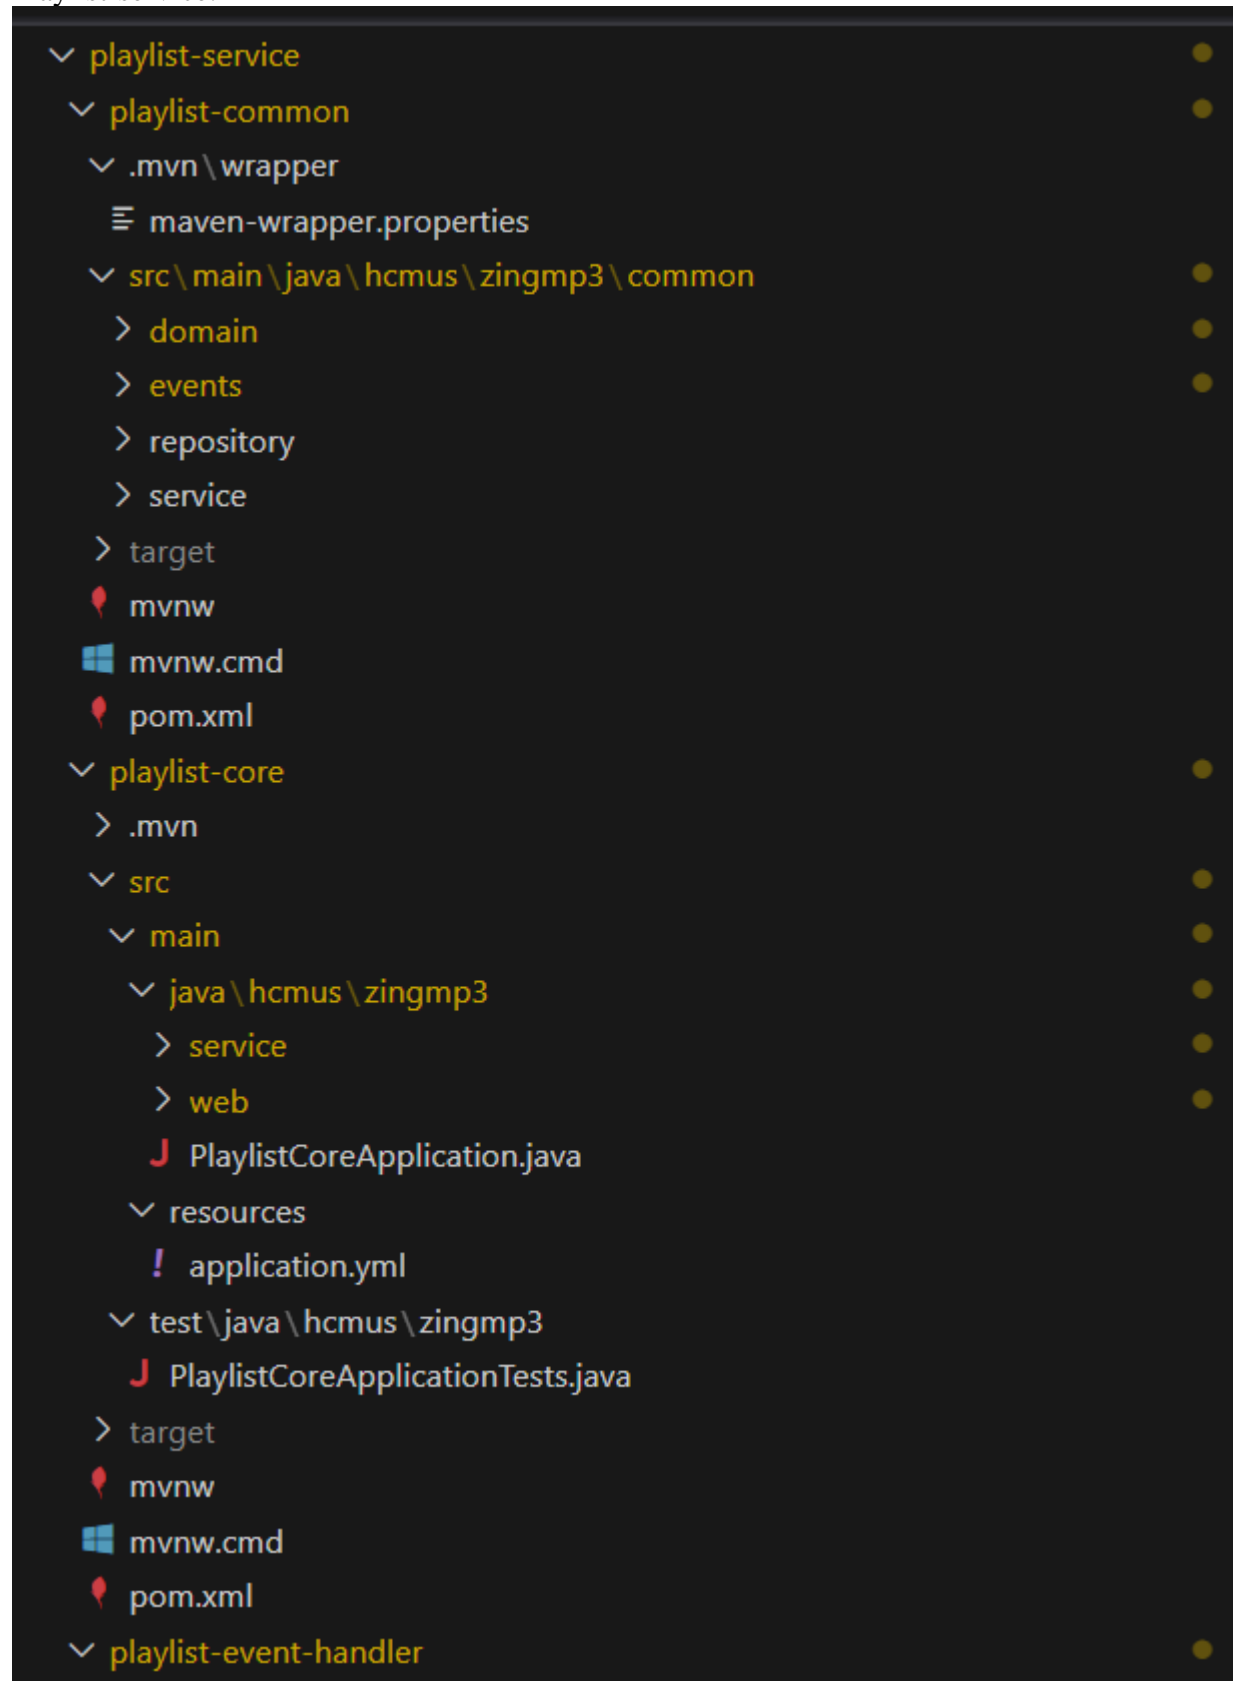 playlist-service
playlist-common
.mvn\wrapper
maven-wrapper.properties
src\main\java\hcmus\zingmp3\common
domain
events
repository
service
target
mvnw
mvnw.cmd
pom.xml
playlist-core
.mvn
src
main
java\hcmus\zingmp3
service
web
J PlaylistCoreApplication.java
resources
! application.yml
test\java\hcmus\zingmp3
J PlaylistCoreApplicationTests.java
target
mvnw
mvnw.cmd
pom.xml
playlist-event-handler